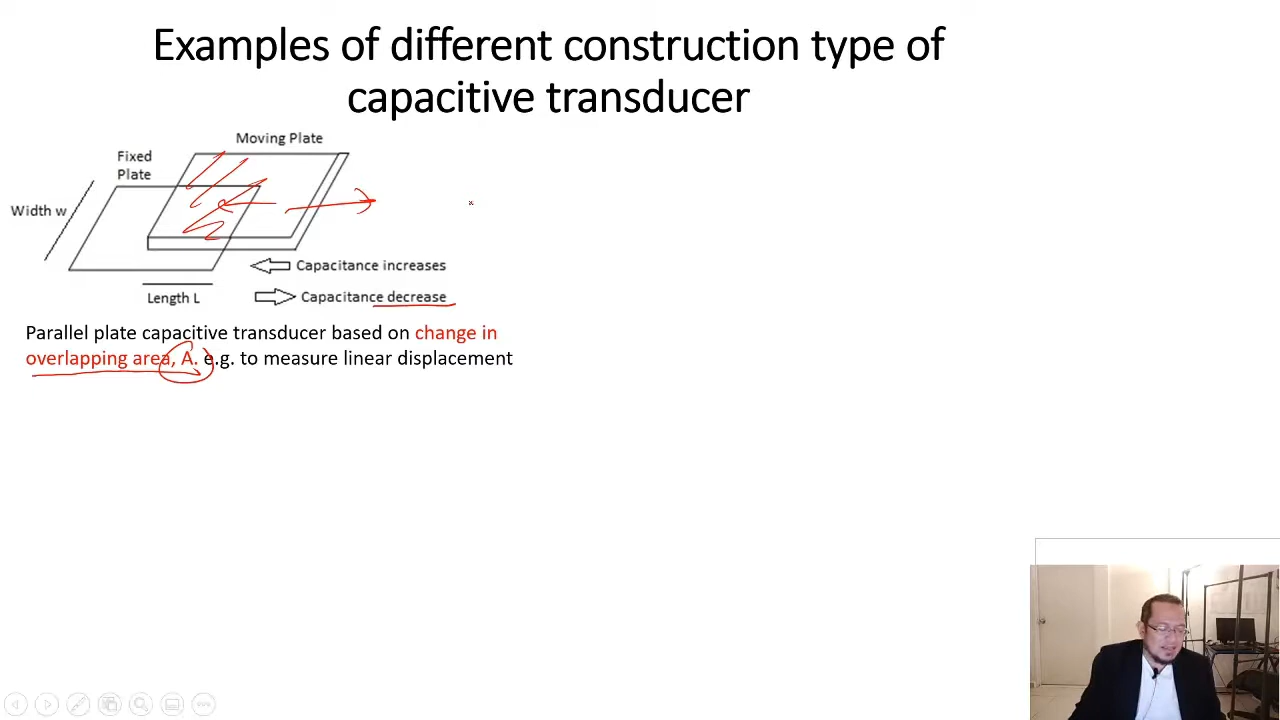 Examples of different construction type of
capacitive transducer
Moving Plate
Fixed
Plate
Width w
Capacitance increases
Length L
Capacitance decrease
Parallel plate capacitive transducer based on change in
overlapping area, A. e.g. to measure linear displacement